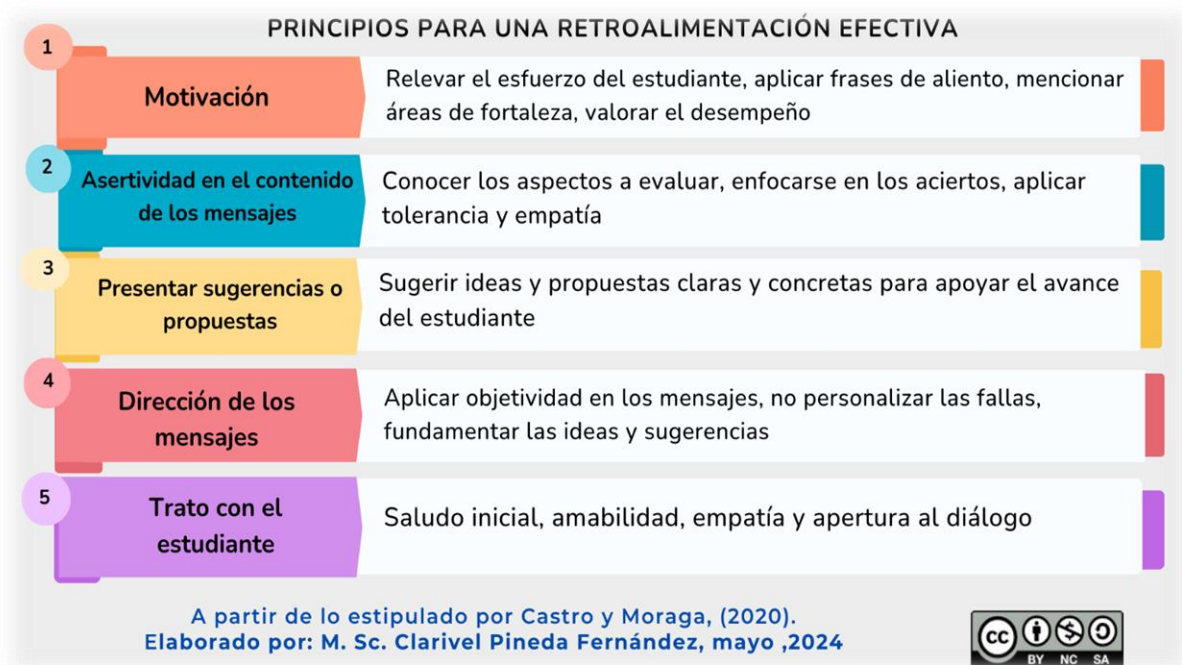 PRINCIPIOS PARA UNA RETROALIMENTACIÓN EFECTIVA
1
Motivación
Relevar el esfuerzo del estudiante, aplicar frases de aliento, mencionar
áreas de fortaleza, valorar el desempeño
2
Asertividad en el contenido
de los mensajes
Conocer los aspectos a evaluar, enfocarse en los aciertos, aplicar
tolerancia y empatía
3
Presentar sugerencias o
propuestas
Sugerir ideas y propuestas claras y concretas para apoyar el avance
del estudiante
4
Dirección de los
mensajes
Aplicar objetividad en los mensajes, no personalizar las fallas,
fundamentar las ideas y sugerencias
5
Trato con el
estudiante
Saludo inicial, amabilidad, empatía y apertura al diálogo
A partir de lo estipulado por Castro y Moraga, (2020).
Elaborado por: M. Sc. Clarivel Pineda Fernández, mayo ,2024
cc
BY NC SA